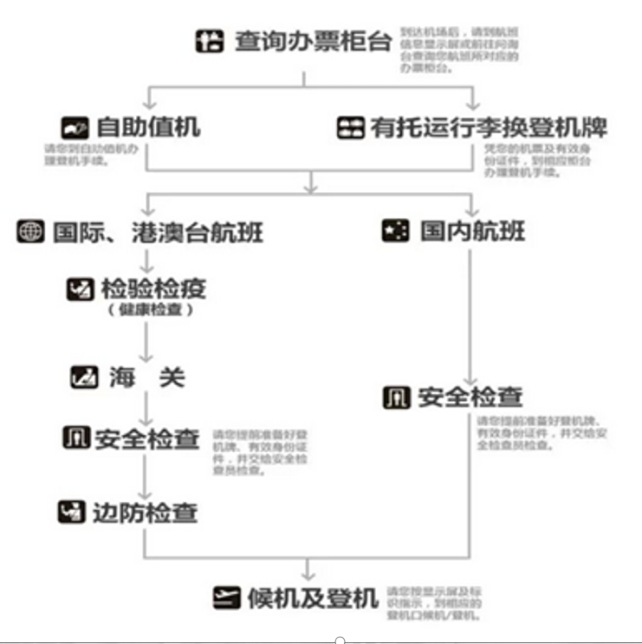 查询办票柜台
到达机场后，请到航班
信息显示屏或前往问询
台查询您航班所对应的
办票柜台。
自助值机
请您到自助值机办
理登机手续。
有托运行李换登机牌
凭您的机票及有效身
份证件，到相应柜台
办理登机手续。
国际、港澳台航班
国内航班
检验检疫
（健康检查）
海 关
安全检查
请您提前准备好登
机牌、有效身份证
件，并交给安全检
查员检查。
安全检查
请您提前准备好登机牌、
有效身份证件，并交给安
全检查员检查。
边防检查
候机及登机
请您按显示屏及标
识指示，到相应的
登机口候机/登机。